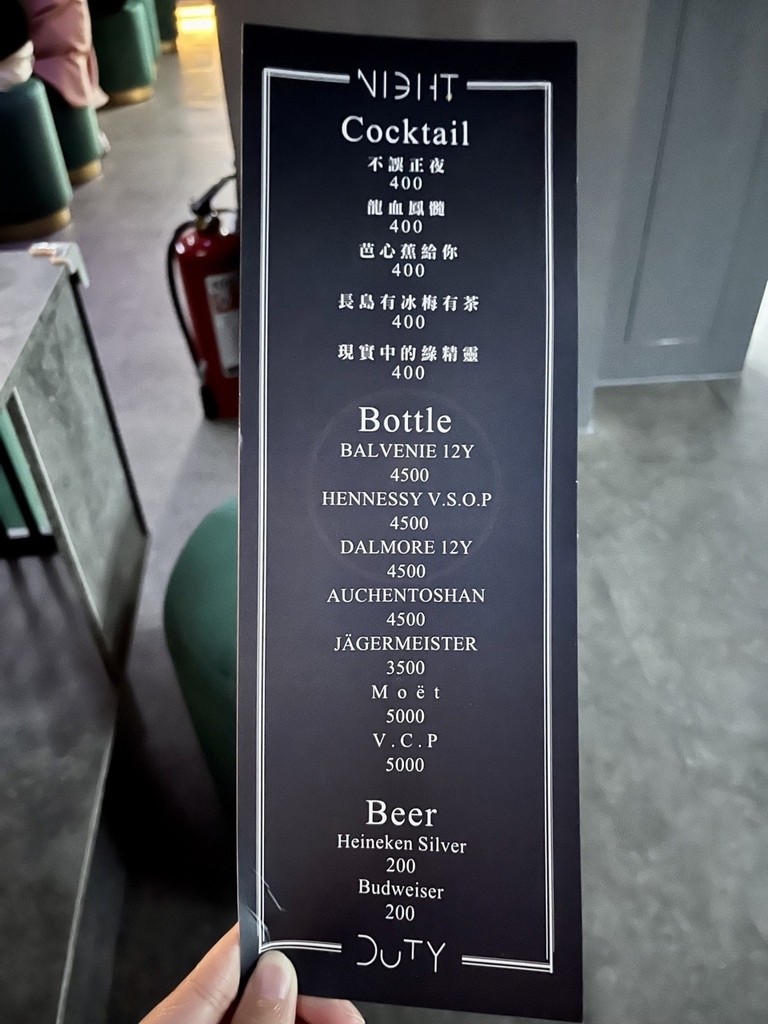 NIGHT
Cocktail
不誤正夜
400
龍血鳳髓
400
芭心蕉給你
400
長島有冰梅有茶
400
現實中的綠精靈
400
Bottle
BALVENIE 12Y
4500
HENNESSY V.S.O.P
4500
DALMORE 12Y
4500
AUCHENTOSHAN
4500
JÄGERMEISTER
3500
Moët
5000
V.C.P
5000
Beer
Heineken Silver
200
Budweiser
200
DUTY